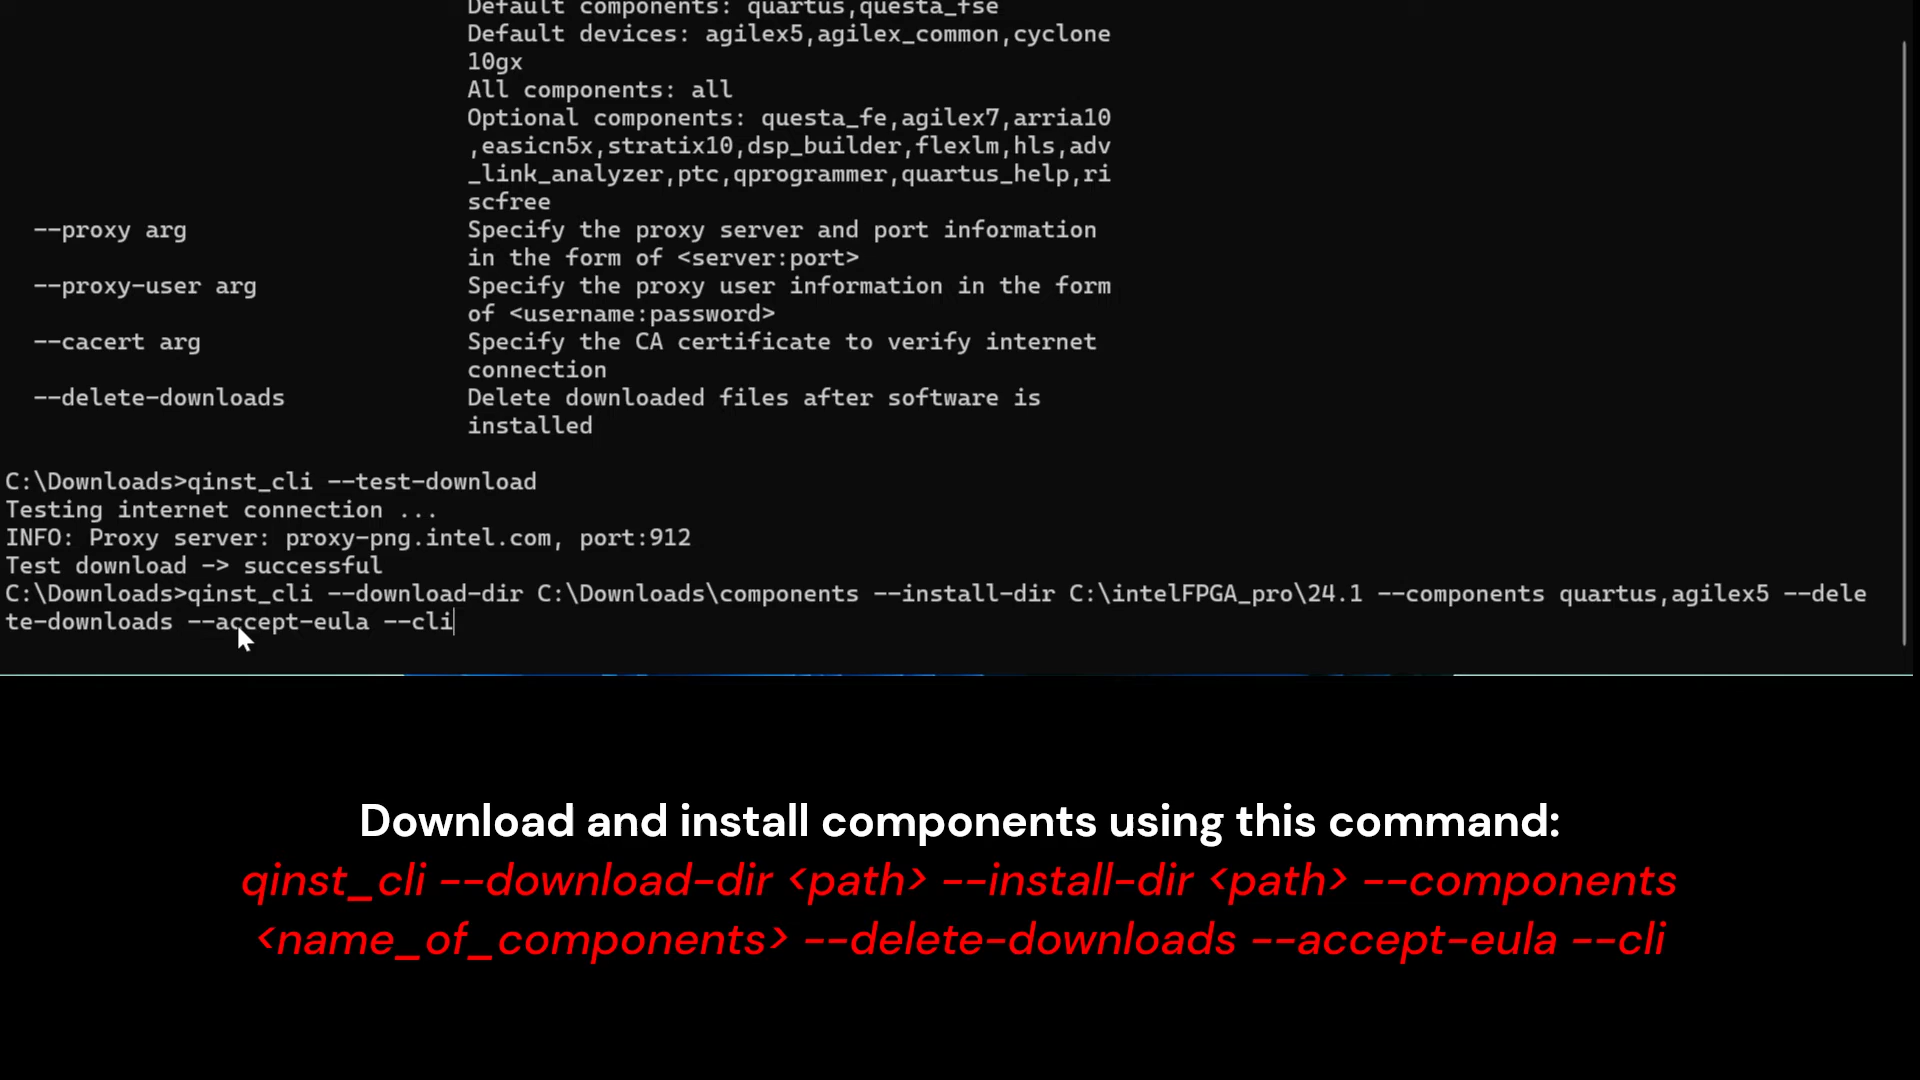 Default components: quartus,questa_fse
Default devices: agilex5,agilex_common,cyclone
10gx
All components: all
Optional components: questa_fe,agilex7,arria10
,easicn5x,stratix10,dsp_builder,flexlm,hls,adv
_link_analyzer,ptc,qprogrammer,quartus_help,ri
scfree
--proxy arg Specify the proxy server and port information
in the form of <server:port>
--proxy-user arg Specify the proxy user information in the form
of <username:password>
--cacert arg Specify the CA certificate to verify internet
connection
--delete-downloads Delete downloaded files after software is
installed
C:\Downloads>qinst_cli --test-download
Testing internet connection ...
INFO: Proxy server: proxy-png.intel.com, port:912
Test download -> successful
C:\Downloads>qinst_cli --download-dir C:\Downloads\components --install-dir C:\intelFPGA_pro\24.1 --components quartus,agilex5 --dele
te-downloads --accept-eula --cli
Download and install components using this command:
qinst_cli --download-dir <path> --install-dir <path> --components
<name_of_components> --delete-downloads --accept-eula --cli